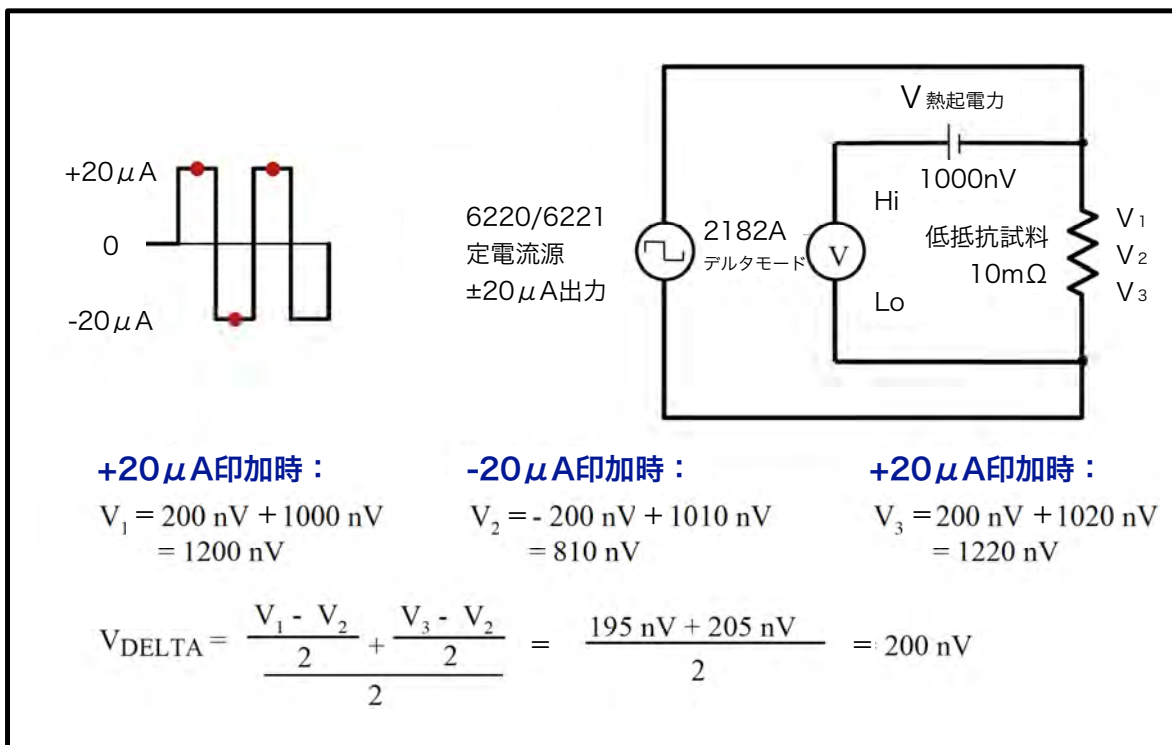 +20μA
0
-20μA
6220/6221
定電流源
±20μA出力
2182A
デルタモード
V
Hi
Lo
V 熱起電力
1000nV
低抵抗試料
10mΩ
V1
V2
V3
+20μA印加時：
V1 = 200 nV + 1000 nV
= 1200 nV
-20μA印加時：
V2 = - 200 nV + 1010 nV
= 810 nV
+20μA印加時：
V3 = 200 nV + 1020 nV
= 1220 nV
V1 - V2 V3 - V2
2 + 2
VDELTA = 2 = 195 nV + 205 nV / 2 = 200 nV